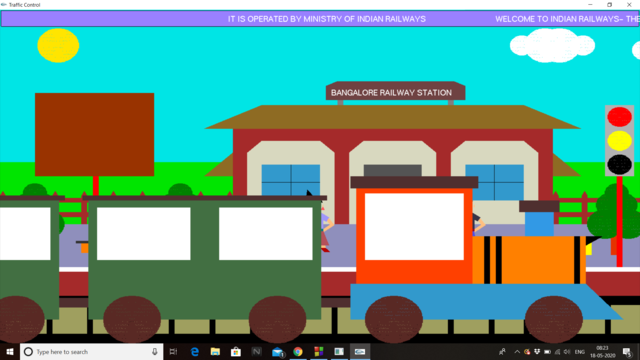 Traffic Control
IT IS OPERATED BY MINISTRY OF INDIAN RAILWAYS WELCOME TO INDIAN RAILWAYS- THE
BANGALORE RAILWAY STATION
Type here to search
ENG
08:23
18-05-2020